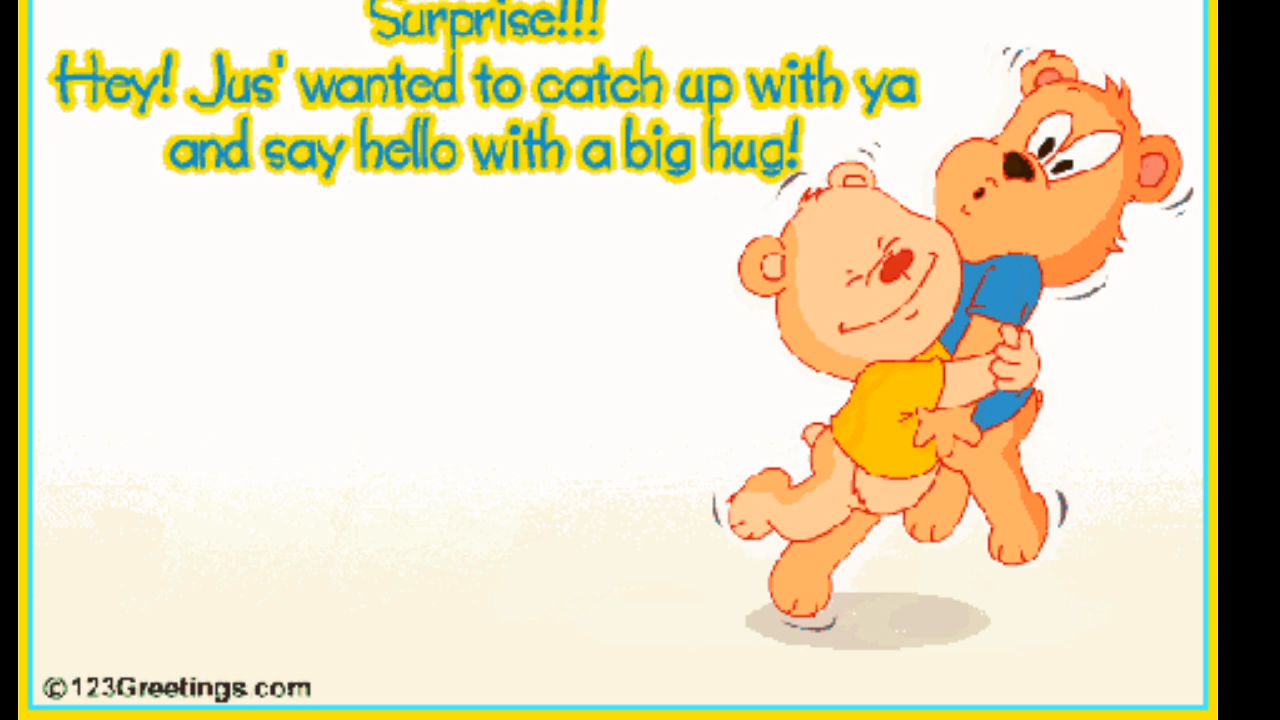 Surprise!!!
Hey! Jus' wanted to catch up with ya
and say hello with a big hug!
©123Greetings.com